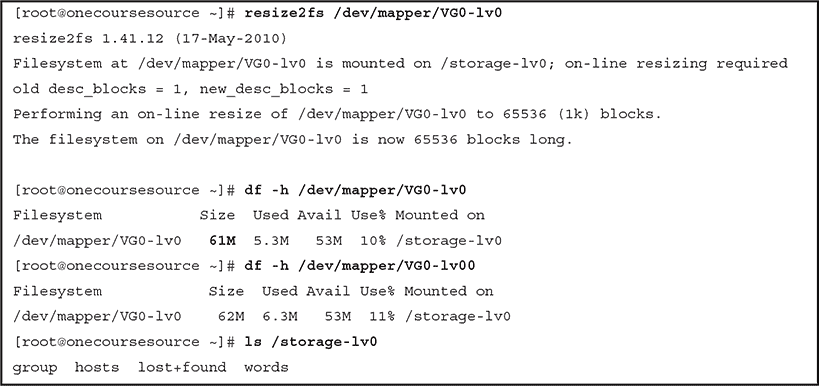 [root@onecoursesource ~]# resize2fs /dev/mapper/VG0-lv0
resize2fs 1.41.12 (17-May-2010)
Filesystem at /dev/mapper/VG0-lv0 is mounted on /storage-lv0; on-line resizing required
old desc_blocks = 1, new_desc_blocks = 1
Performing an on-line resize of /dev/mapper/VG0-lv0 to 65536 (1k) blocks.
The filesystem on /dev/mapper/VG0-lv0 is now 65536 blocks long.
[root@onecoursesource ~]# df -h /dev/mapper/VG0-lv0
Filesystem Size Used Avail Use% Mounted on
/dev/mapper/VG0-lv0 61M 5.3M 53M 10% /storage-lv0
[root@onecoursesource ~]# df -h /dev/mapper/VG0-lv00
Filesystem Size Used Avail Use% Mounted on
/dev/mapper/VG0-lv0 62M 6.3M 53M 11% /storage-lv0
[root@onecoursesource ~]# ls /storage-lv0
group hosts lost+found words